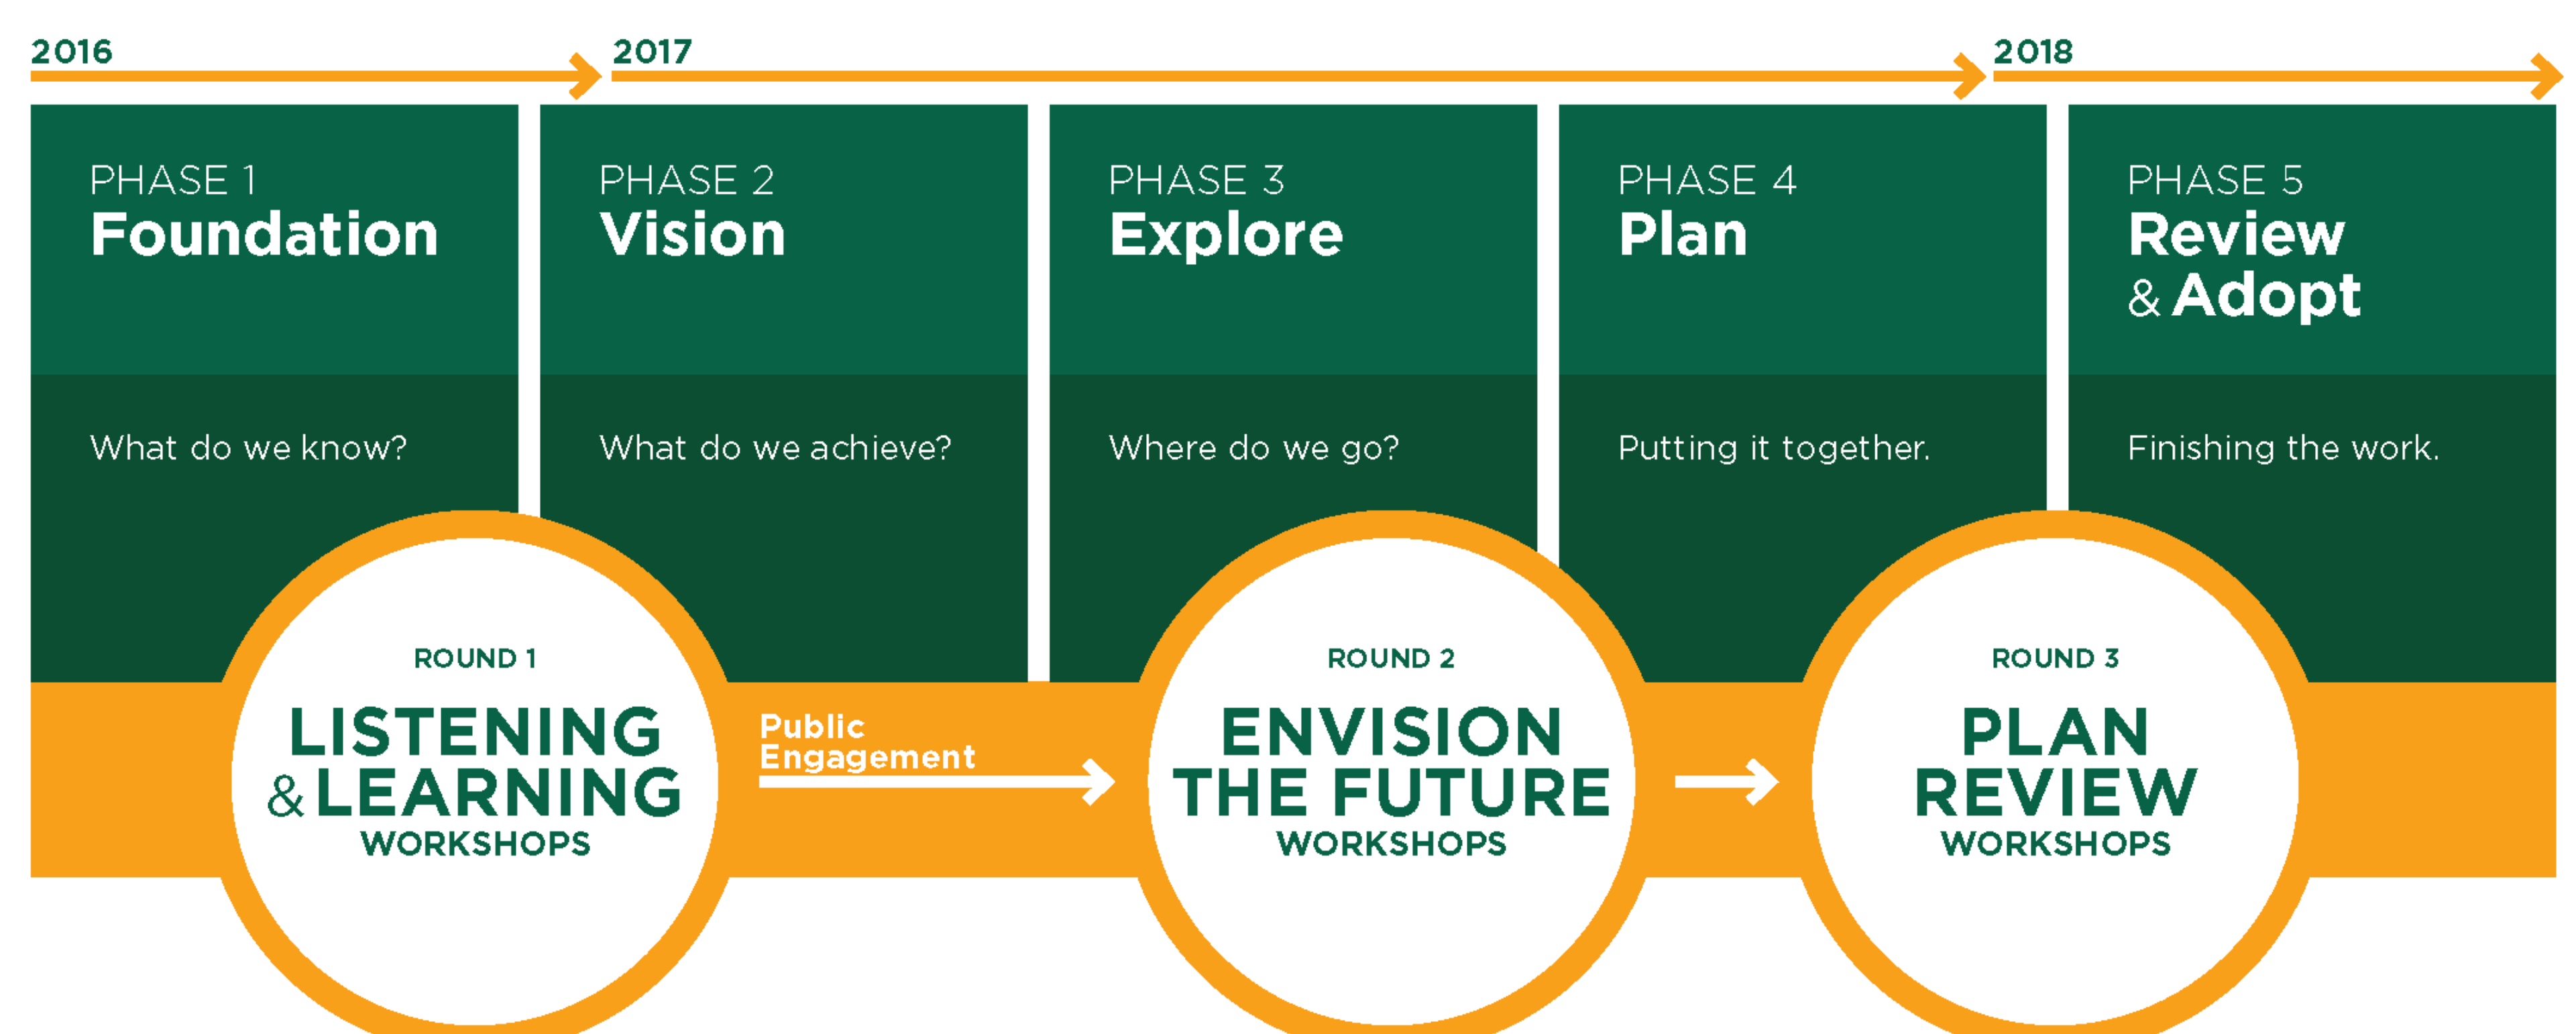 2016
2017
2018
PHASE 1
Foundation
What do we know?
PHASE 2
Vision
What do we achieve?
PHASE 3
Explore
Where do we go?
PHASE 4
Plan
Putting it together.
PHASE 5
Review
& Adopt
Finishing the work.
ROUND 1
LISTENING
& LEARNING
WORKSHOPS
Public
Engagement
ROUND 2
ENVISION
THE FUTURE
WORKSHOPS
ROUND 3
PLAN
REVIEW
WORKSHOPS